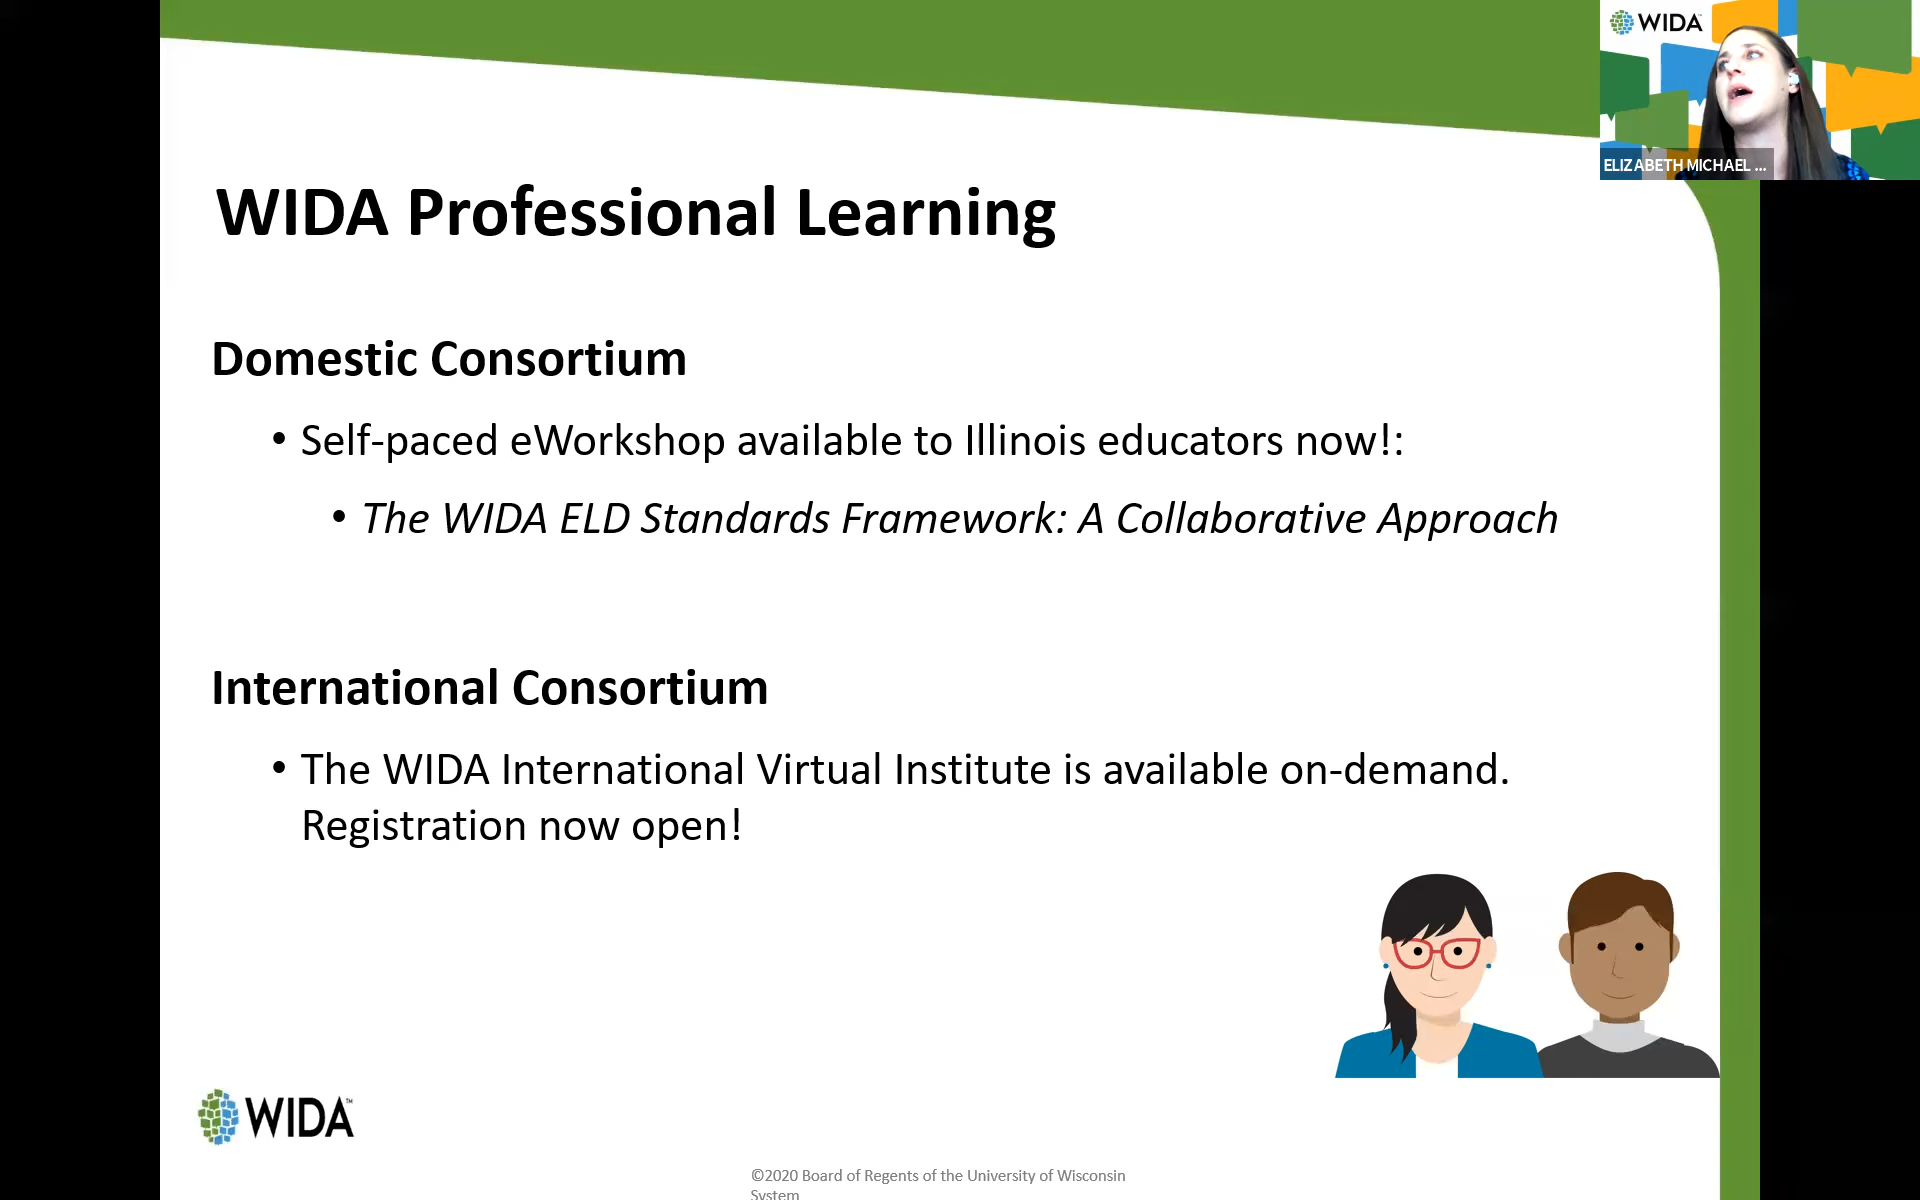 WIDA
ELIZABETH MICHAEL ...
WIDA Professional Learning
Domestic Consortium
• Self-paced eWorkshop available to Illinois educators now!:
• The WIDA ELD Standards Framework: A Collaborative Approach
International Consortium
• The WIDA International Virtual Institute is available on-demand.
Registration now open!
WIDA™
©2020 Board of Regents of the University of Wisconsin
System